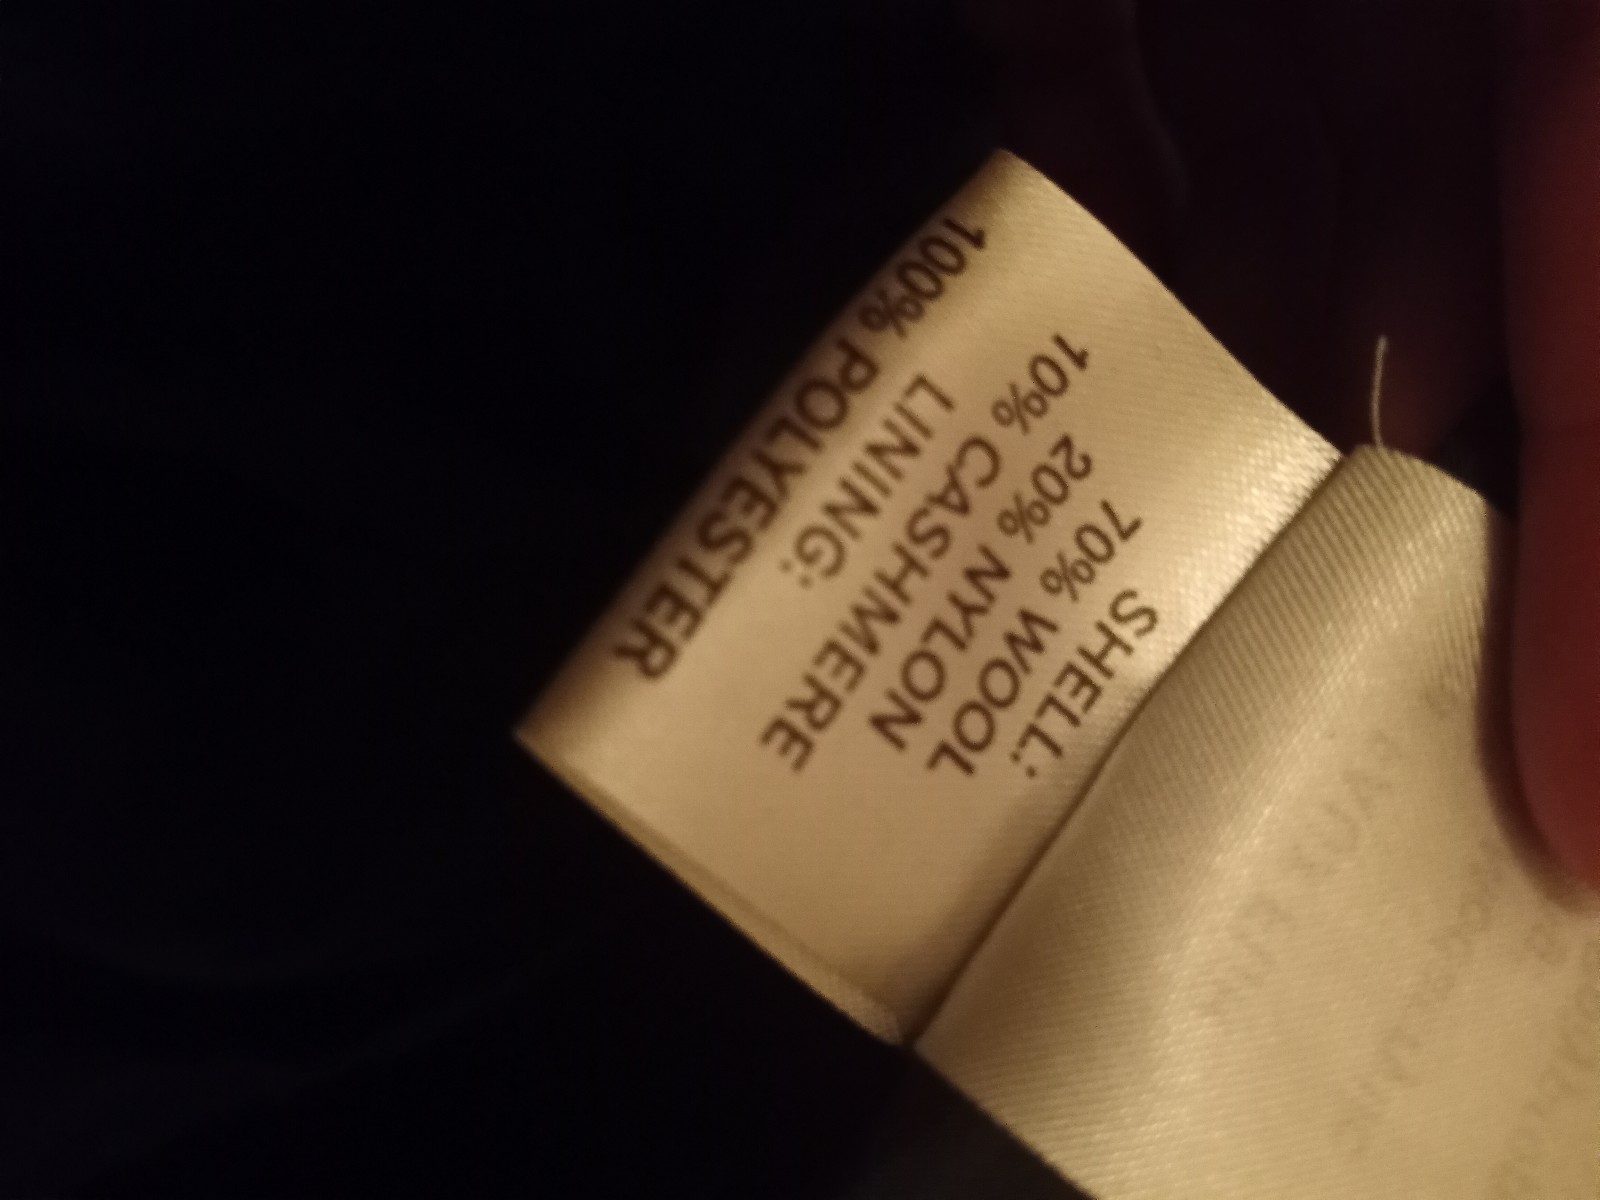 SHELL:
70% WOOL
20% NYLON
10% CASHMERE
LINING:
100% POLYESTER